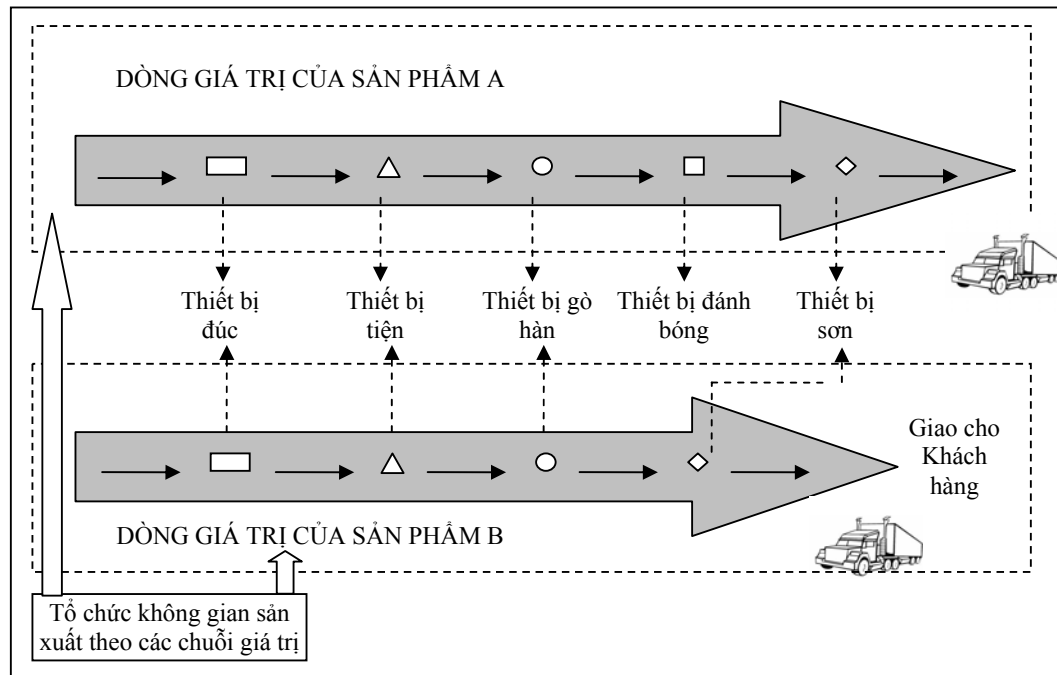 DÒNG GIÁ TRỊ CỦA SẢN PHẨM A
Thiết bị
đúc
Thiết bị
tiện
Thiết bị gò
hàn
Thiết bị đánh
bóng
Thiết bị
sơn
Giao cho
Khách
hàng
DÒNG GIÁ TRỊ CỦA SẢN PHẨM B
Tổ chức không gian sản
xuất theo các chuỗi giá trị